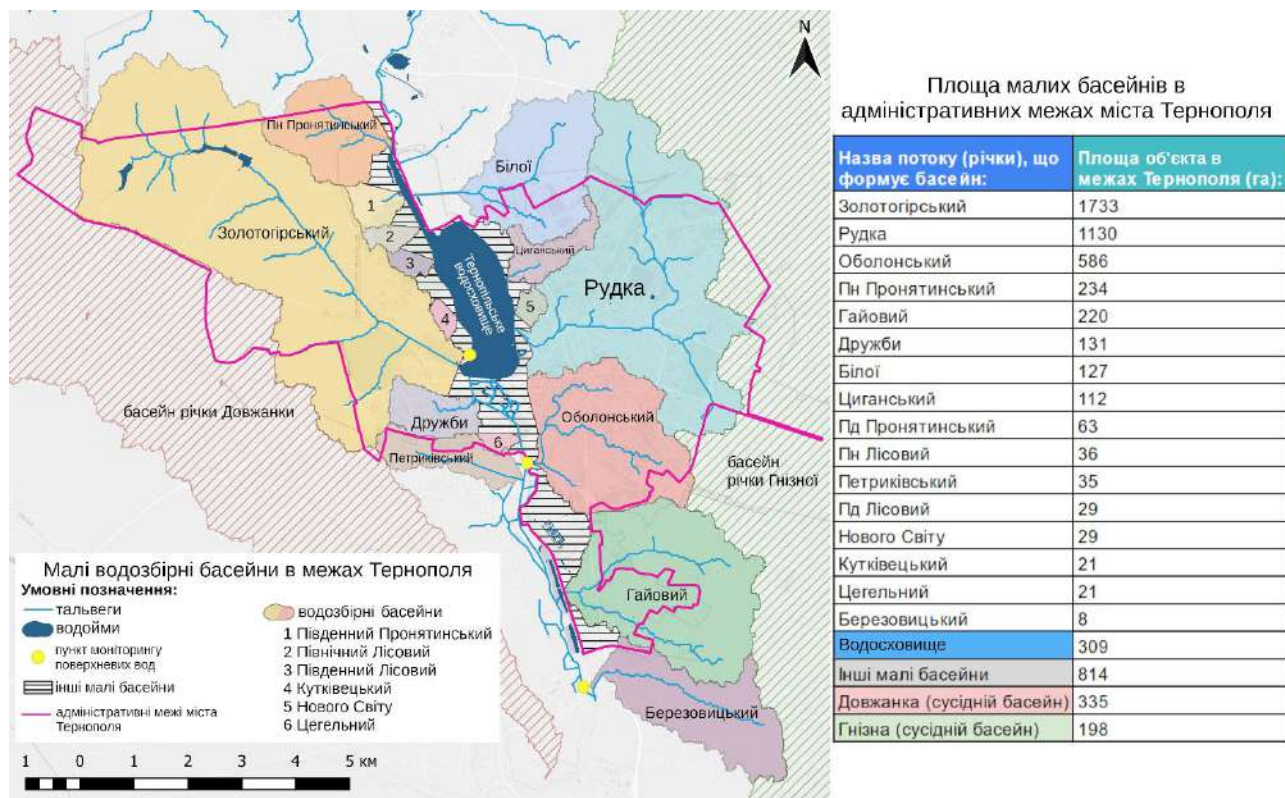 N
Пн Пронятинський
Білої
1
Золотогірський
2
Циганський
3
Тернопільське
водосховище
Рудка
5
4
басейн річки Довжанки
Дружби
Оболонський
6
Петриківський
басейн
річки Гнізної
Гайовий
Березовицький
Малі водозбірні басейни в межах Тернополя
Умовні позначення:
тальвеги
водойми
пункт моніторингу
поверхневих вод
інші малі басейни
адміністративні межі міста
Тернополя
водозбірні басейни
1 Південний Пронятинський
2 Північний Лісовий
3 Південний Лісовий
4 Кутківецький
5 Нового Світу
6 Цегельний
1 0 1 2 3 4 5 км
Площа малих басейнів в
адміністративних межах міста Тернополя
Назва потоку (річки), що формує басейн: Площа об'єкта в межах Тернополя (га):
Золотогірський 1733
Рудка 1130
Оболонський 586
Пн Пронятинський 234
Гайовий 220
Дружби 131
Білої 127
Циганський 112
Пд Пронятинський 63
Пн Лісовий 36
Петриківський 35
Пд Лісовий 29
Нового Світу 29
Кутківецький 21
Цегельний 21
Березовицький 8
Водосховище 309
Інші малі басейни 814
Довжанка (сусідній басейн) 335
Гнізна (сусідній басейн) 198